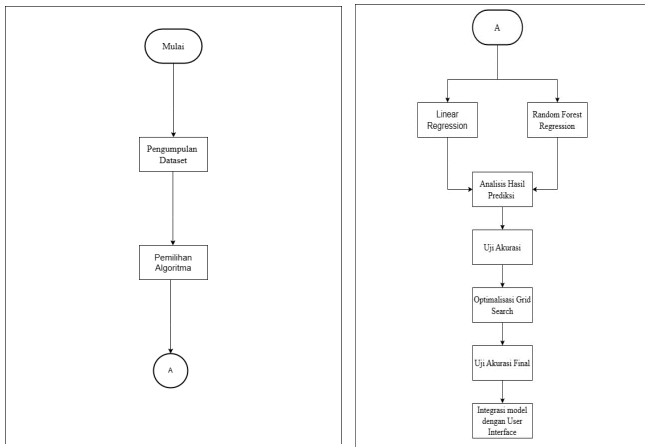 Mulai
Pengumpulan
Dataset
Pemilihan
Algoritma
A
A
Linear
Regression
Random Forest
Regression
Analisis Hasil
Prediksi
Uji Akurasi
Optimalisasi Grid
Search
Uji Akurasi Final
Integrasi model
dengan User
Interface